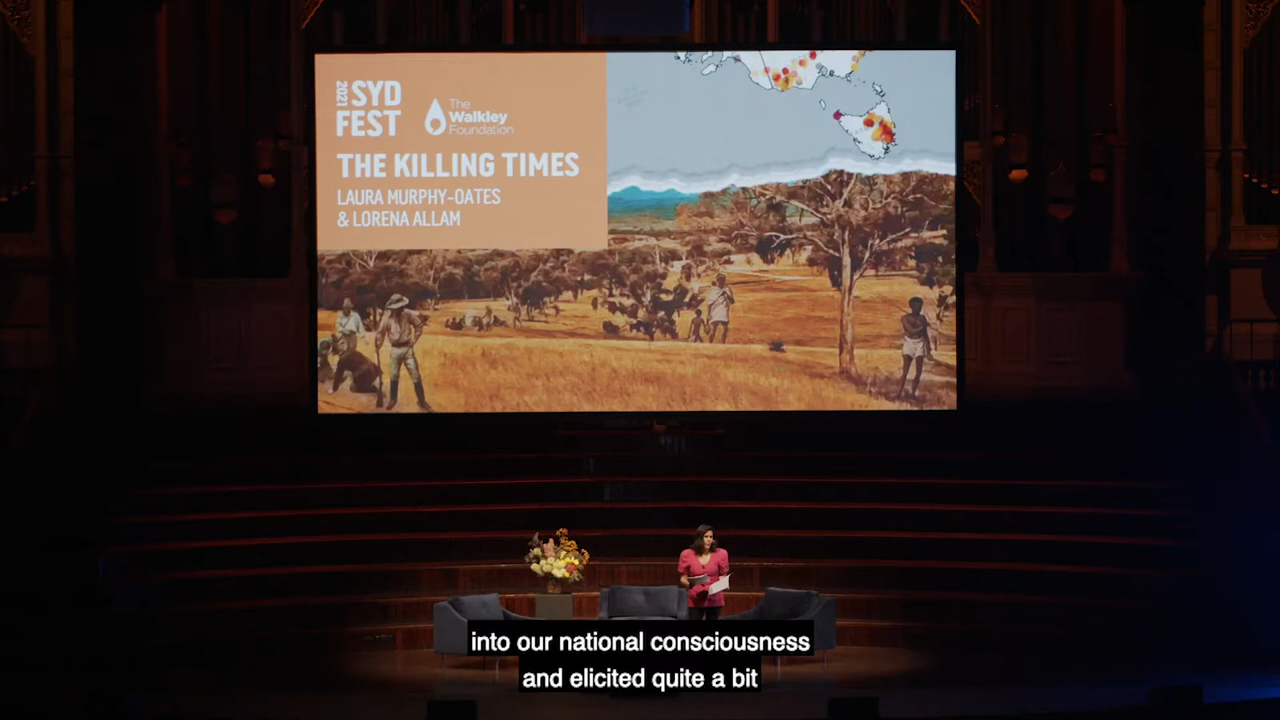 2021
SYD
FEST
The
Walkley
Foundation
THE KILLING TIMES
LAURA MURPHY-OATES
& LORENA ALLAM
into our national consciousness
and elicited quite a bit